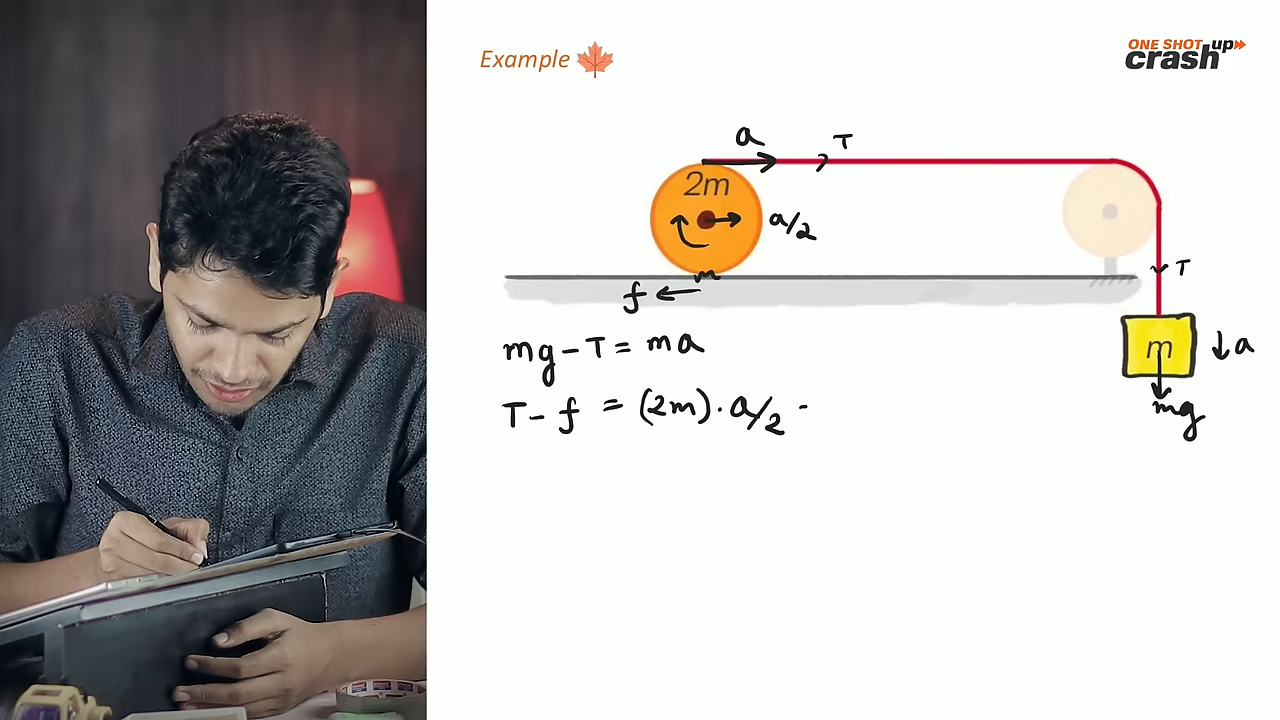 Example
ONE SHOT
crash up
a
T
2m
a/2
m
f
T
m
a
mg
mg - T = ma
T - f = (2m) . a/2 -